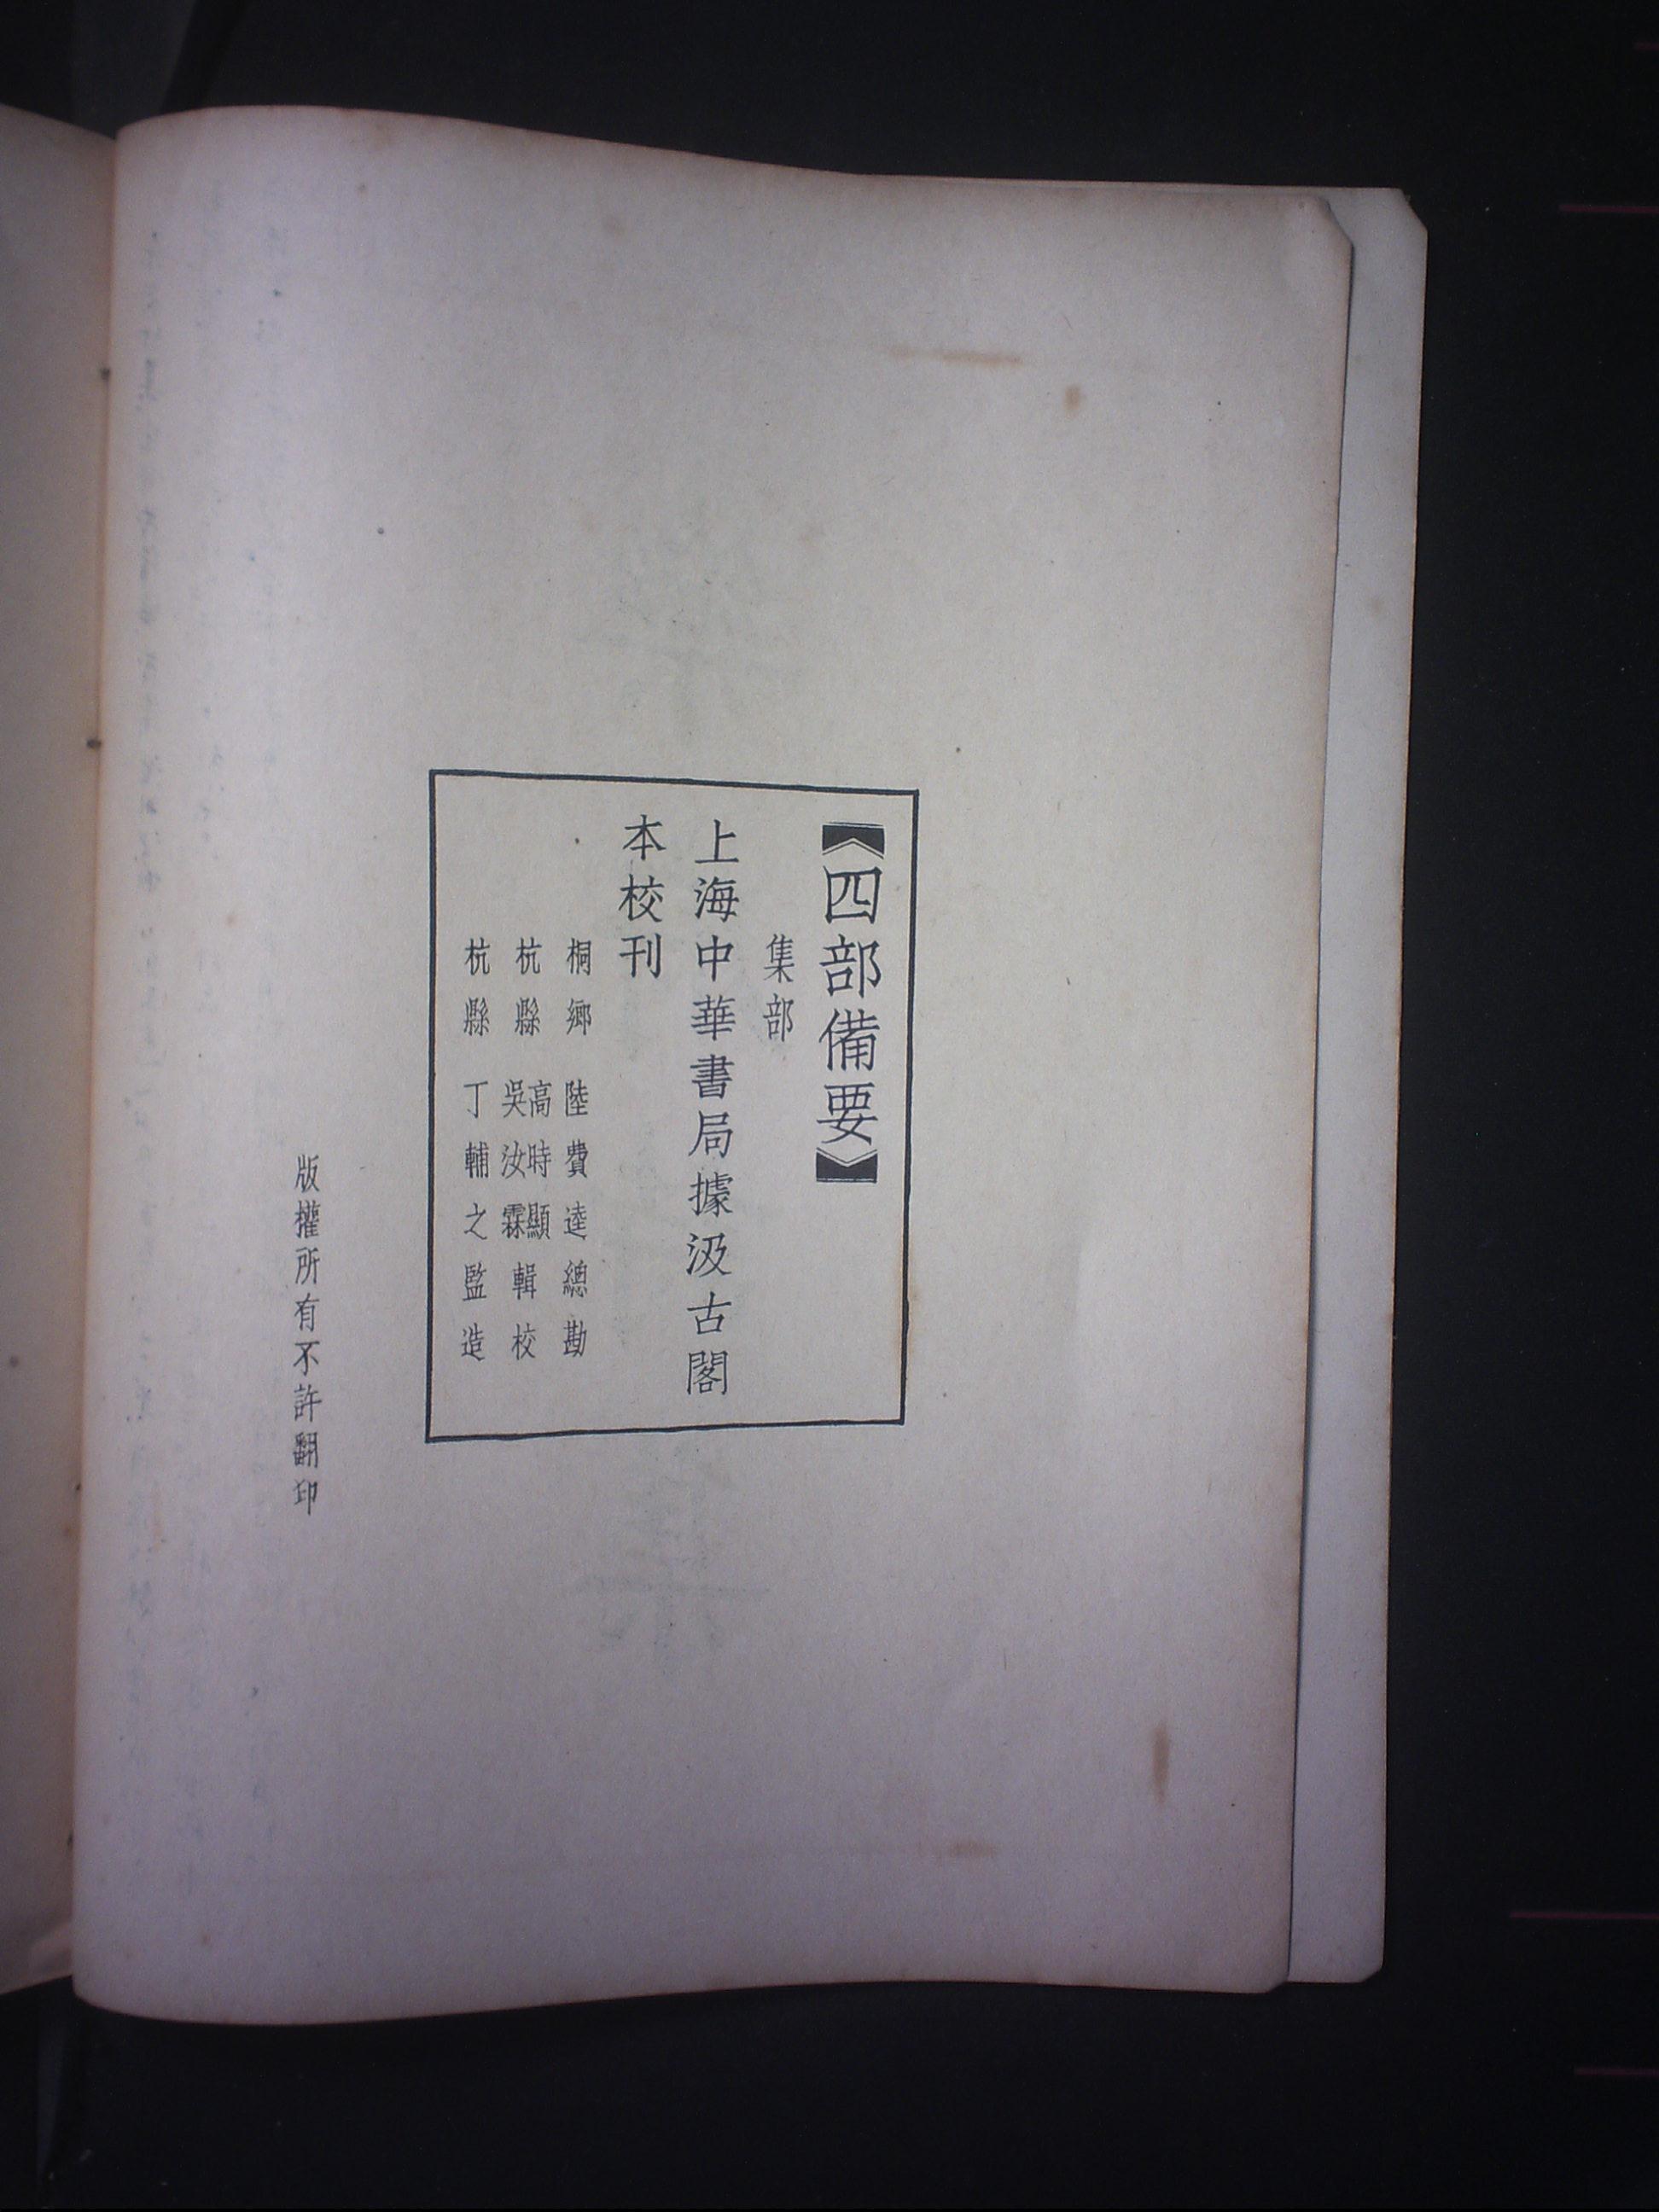 【四部備要】
集部
上海中華書局據汲古閣
本校刊
桐鄉 陸費逵總勘
杭縣 高時顯 吳汝霖 輯校
杭縣 丁輔之監造
版權所有不許翻印